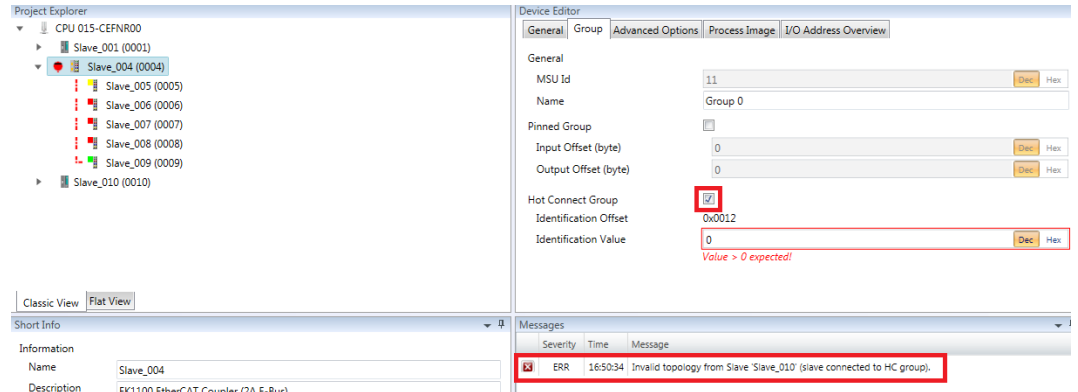 Project Explorer
CPU 015-CEFNR00
Slave_001 (0001)
Slave_004 (0004)
Slave_005 (0005)
Slave_006 (0006)
Slave_007 (0007)
Slave_008 (0008)
Slave_009 (0009)
Slave_010 (0010)
Classic View Flat View
Short Info
Information
Name Slave_004
Description EK1100 EtherCAT Coupler (2A E-Bus)
Device Editor
General Group Advanced Options Process Image I/O Address Overview
General
MSU Id 11 Dec Hex
Name Group 0
Pinned Group
Input Offset (byte) 0 Dec Hex
Output Offset (byte) 0 Dec Hex
Hot Connect Group
Identification Offset 0x0012
Identification Value 0 Dec Hex
Value > 0 expected!
Messages
Severity Time Message
ERR 16:50:34 Invalid topology from Slave 'Slave_010' (slave connected to HC group).